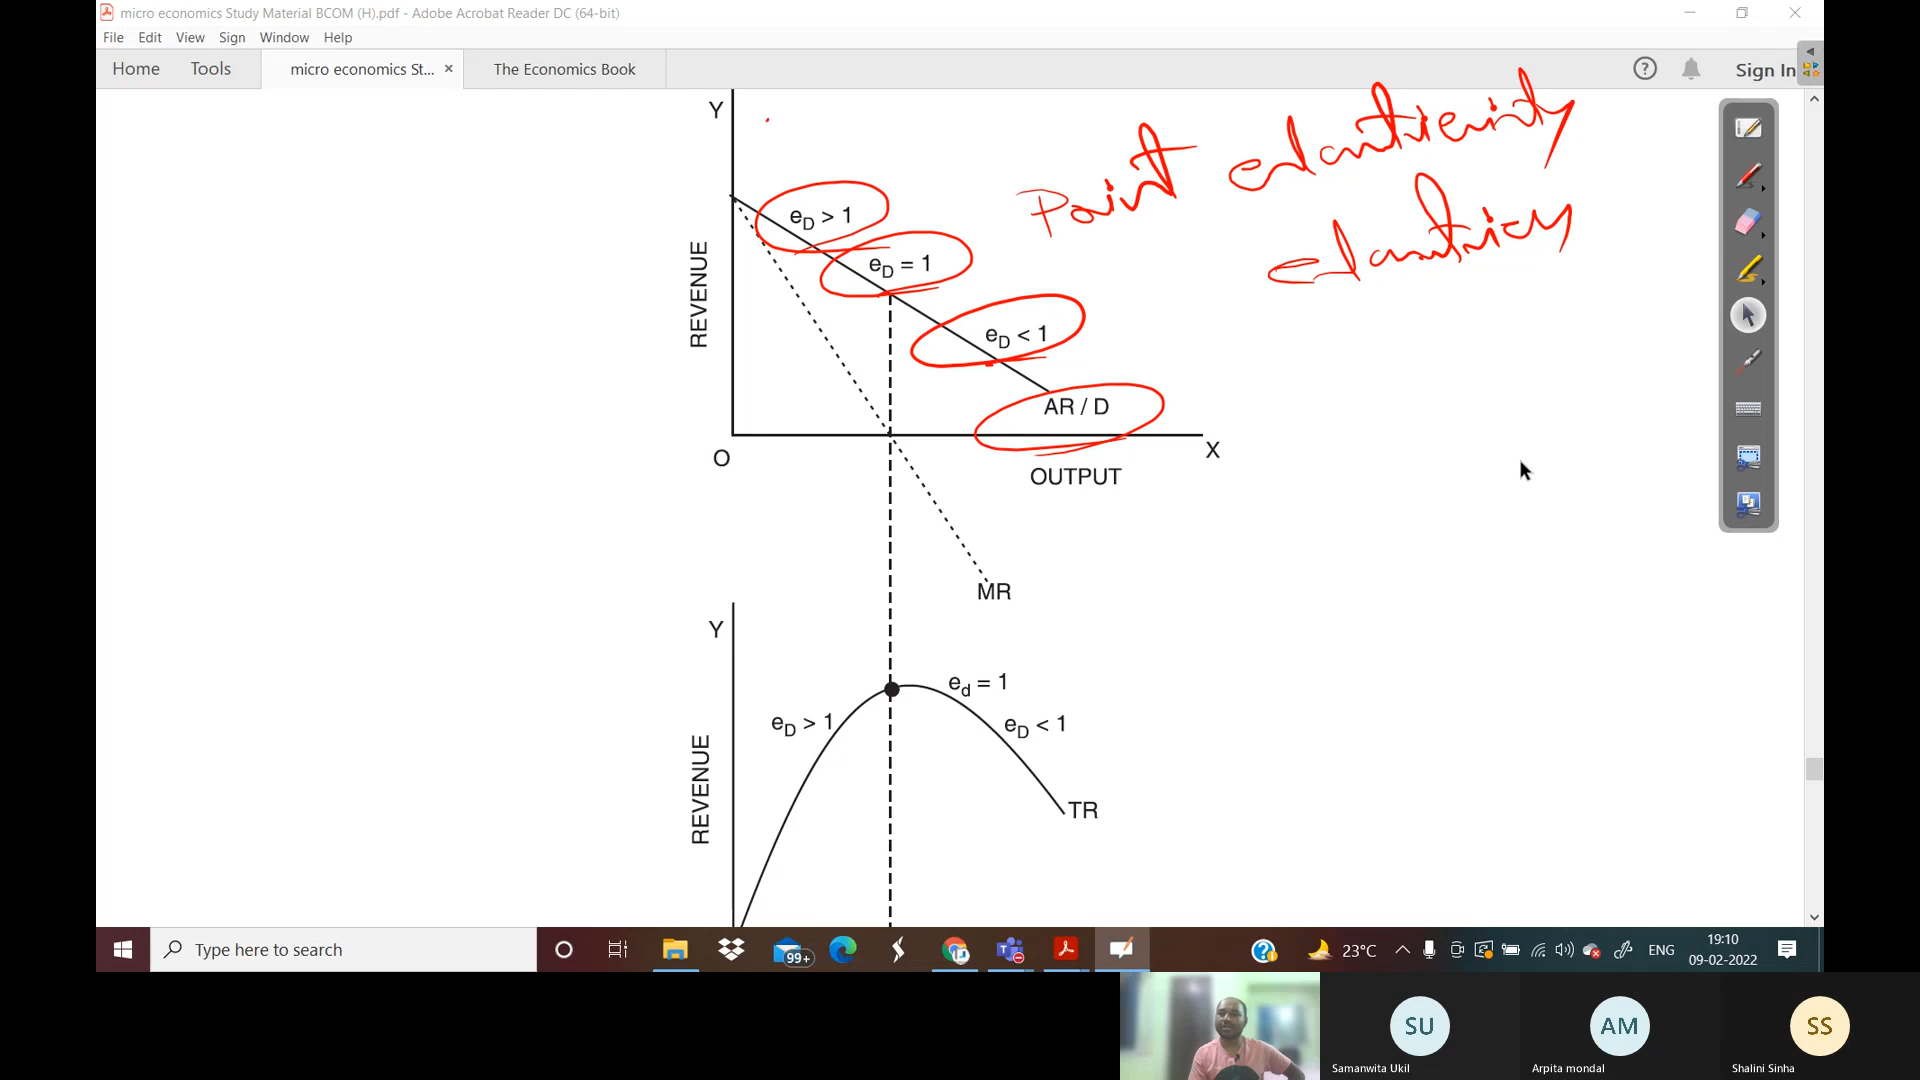 micro economics Study Material BCOM (H).pdf - Adobe Acrobat Reader DC (64-bit)
File Edit View Sign Window Help
Home Tools micro economics St... × The Economics Book ? Sign In
Y
Point
REVENUE
eD > 1
eD = 1
eD < 1
AR / D
O
X
OUTPUT
MR
Y
REVENUE
eD > 1
ed = 1
eD < 1
TR
Type here to search
99+
23°C
ENG
19:10
09-02-2022
SU
AM
SS
Samanwita Ukil
Arpita mondal
Shalini Sinha